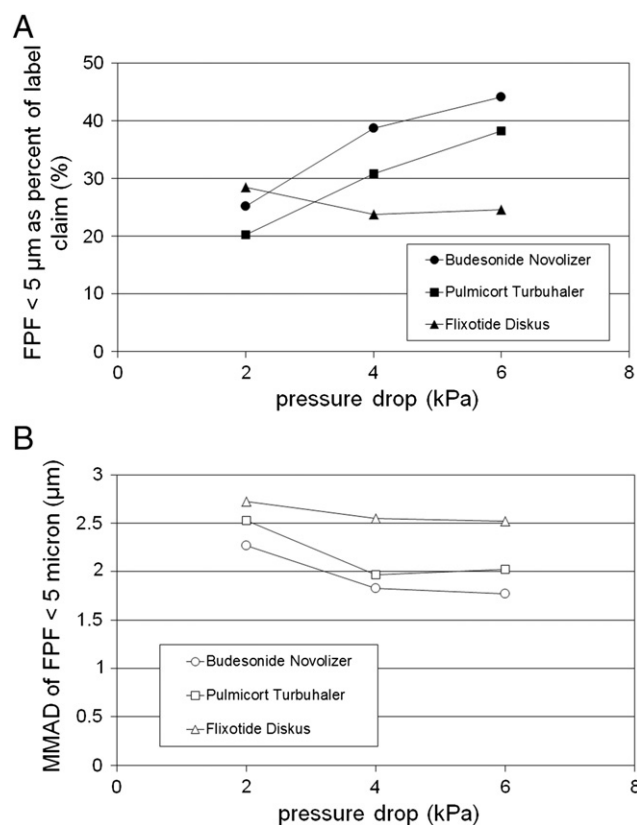 A
FPF < 5 µm as percent of label
claim (%)
50
40
30
20
10
0
0 2 4 6 8
pressure drop (kPa)
Budesonide Novolizer
Pulmicort Turbuhaler
Flixotide Diskus
B
MMAD of FPF < 5 micron (µm)
3
2.5
2
1.5
1
0.5
0
0 2 4 6 8
pressure drop (kPa)
Budesonide Novolizer
Pulmicort Turbuhaler
Flixotide Diskus